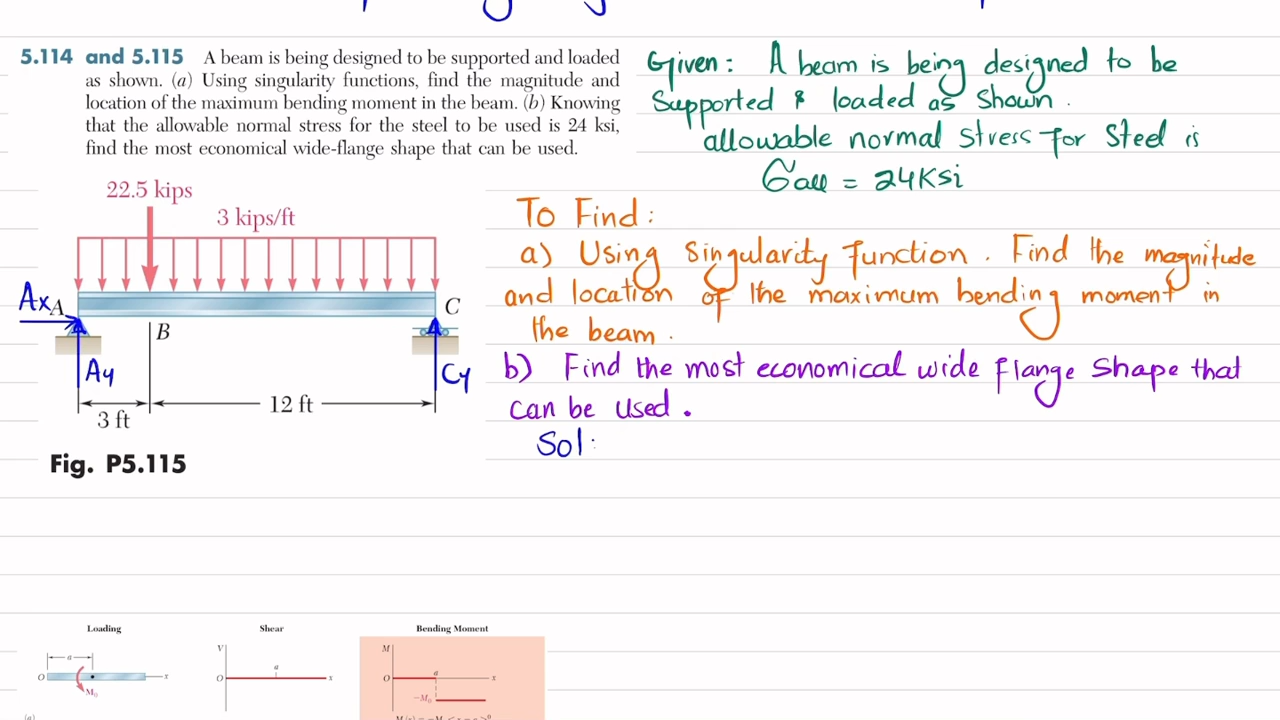 5.114 and 5.115 A beam is being designed to be supported and loaded
as shown. (a) Using singularity functions, find the magnitude and
location of the maximum bending moment in the beam. (b) Knowing
that the allowable normal stress for the steel to be used is 24 ksi,
find the most economical wide-flange shape that can be used.
Given: A beam is being designed to be
Supported & loaded as Shown.
allowable normal stress for Steel is
σall = 24Ksi
22.5 kips
3 kips/ft
Ax
A
C
B
Ay
Cy
3 ft
12 ft
Fig. P5.115
To Find:
a) Using Singularity function. Find the magnitude
and location of the maximum bending moment in
the beam.
b) Find the most economical wide flange Shape that
can be used.
Sol:
Loading
Shear
Bending Moment
a
O
x
M₀
V
a
O
x
M
O
a
x
−M₀
(a)